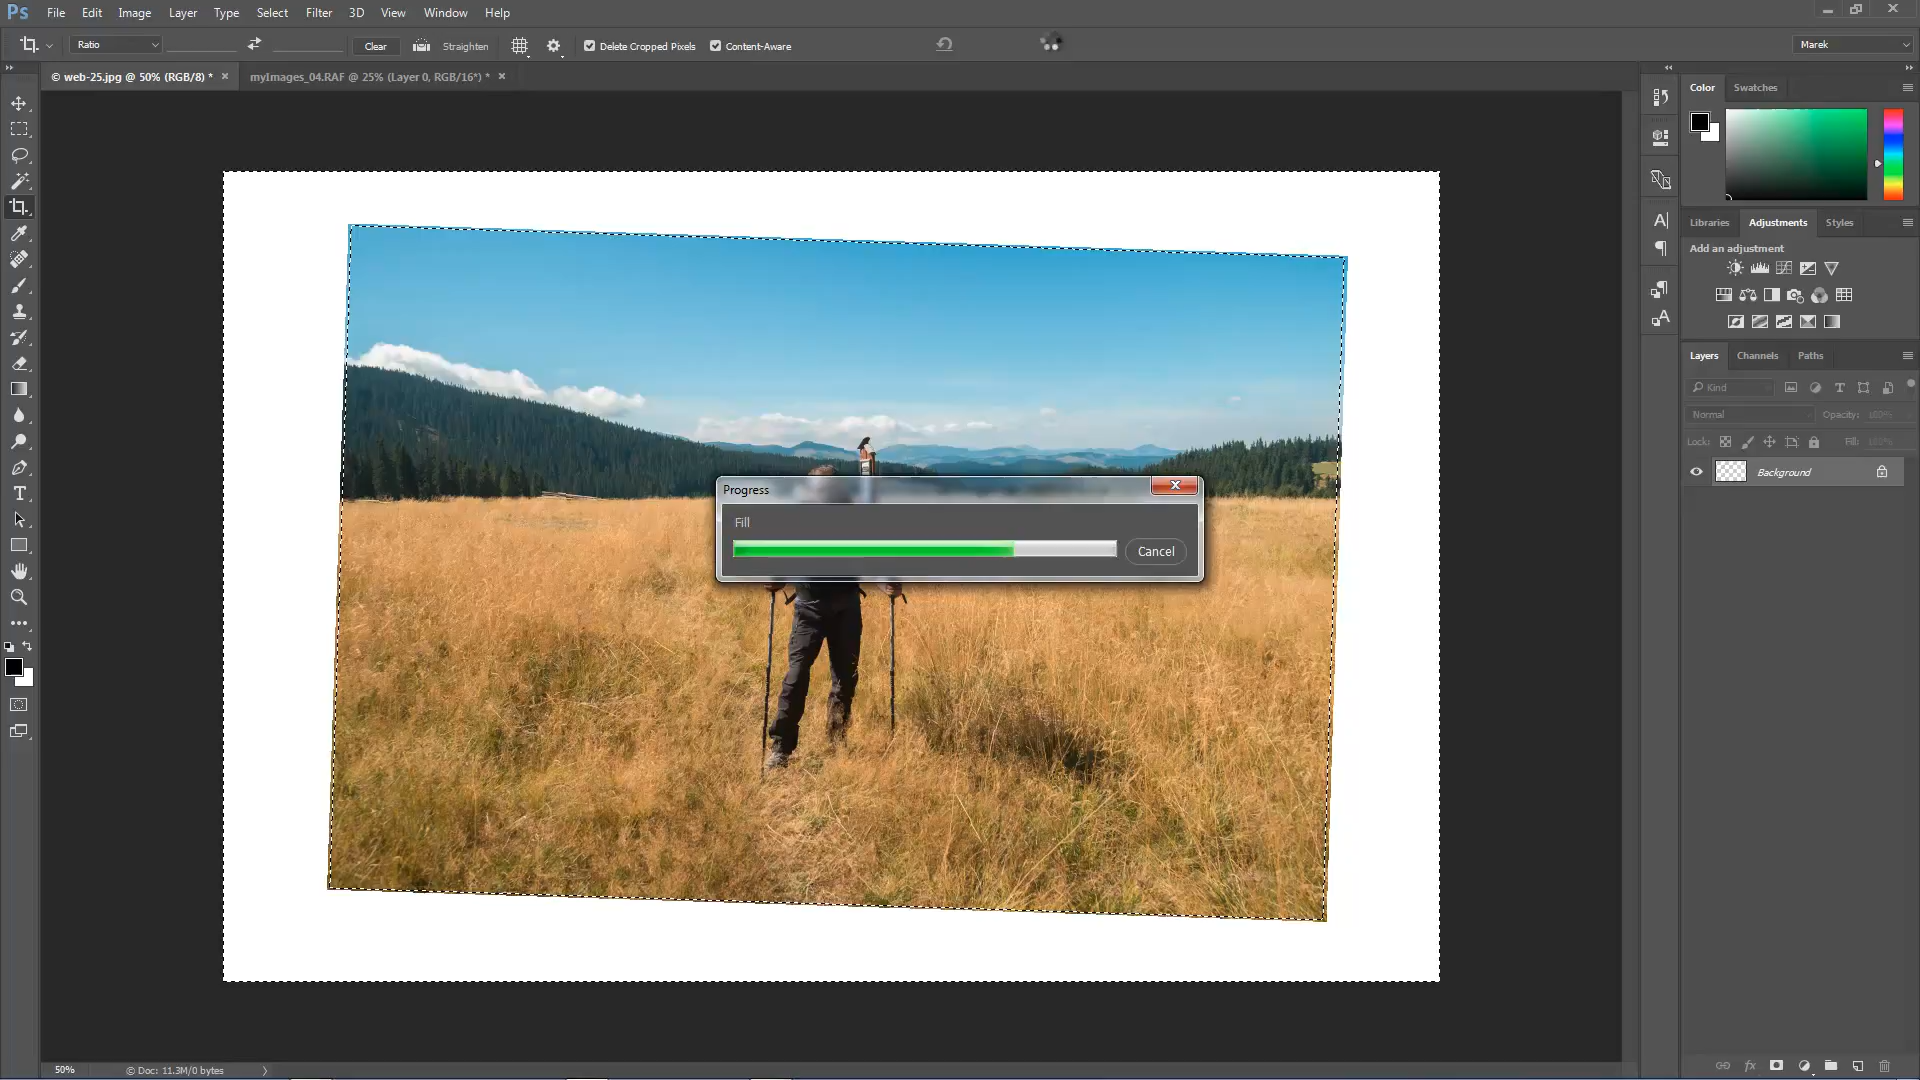 Ps File Edit Image Layer Type Select Filter 3D View Window Help
Ratio Clear Straighten Delete Cropped Pixels Content-Aware Marek
© web-25.jpg @ 50% (RGB/8) * × myImages_04.RAF @ 25% (Layer 0, RGB/16*) * ×
Color Swatches
Libraries Adjustments Styles
Add an adjustment
Layers Channels Paths
Kind
Normal Opacity: 100%
Lock: Fill: 100%
Background
Progress
Fill
Cancel
50% © Doc: 11.3M/0 bytes